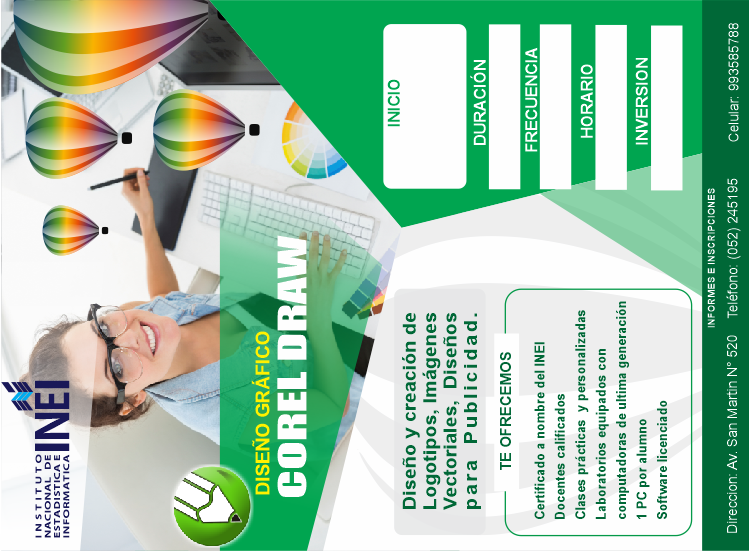 INSTITUTO
NACIONAL DE
ESTADISTICA E
INFORMATICA
INEI
DISEÑO GRÁFICO
COREL DRAW
INICIO
DURACIÓN
FRECUENCIA
HORARIO
INVERSION
Diseño y creación de
Logotipos, Imágenes
Vectoriales, Diseños
para Publicidad.
TE OFRECEMOS
Certificado a nombre del INEI
Docentes calificados
Clases prácticas y personalizadas
Laboratorios equipados con
computadoras de ultima generación
1 PC por alumno
Software licenciado
INFORMES E INSCRIPCIONES
Direccion: Av. San Martin N° 520 Teléfono: (052) 245195 Celular: 993585788